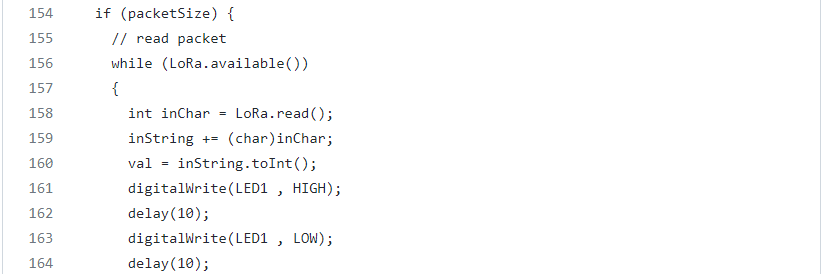 154 if (packetSize) {
155 // read packet
156 while (LoRa.available())
157 {
158 int inChar = LoRa.read();
159 inString += (char)inChar;
160 val = inString.toInt();
161 digitalWrite(LED1 , HIGH);
162 delay(10);
163 digitalWrite(LED1 , LOW);
164 delay(10);